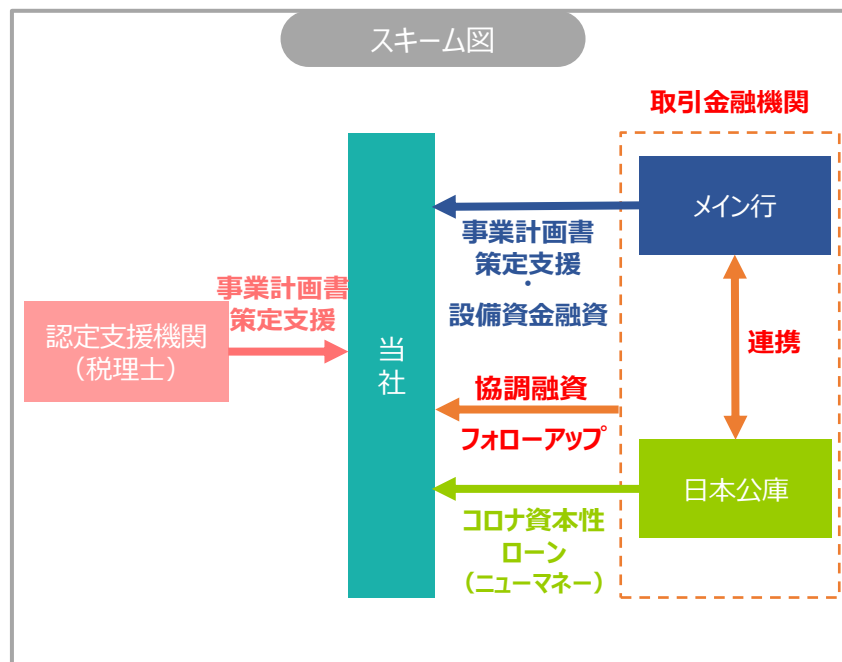 スキーム図
取引金融機関
メイン行
事業計画書
策定支援
・
設備資金融資
事業計画書
策定支援
認定支援機関
（税理士）
当
社
連携
協調融資
フォローアップ
日本公庫
コロナ資本性
ローン
（ニューマネー）